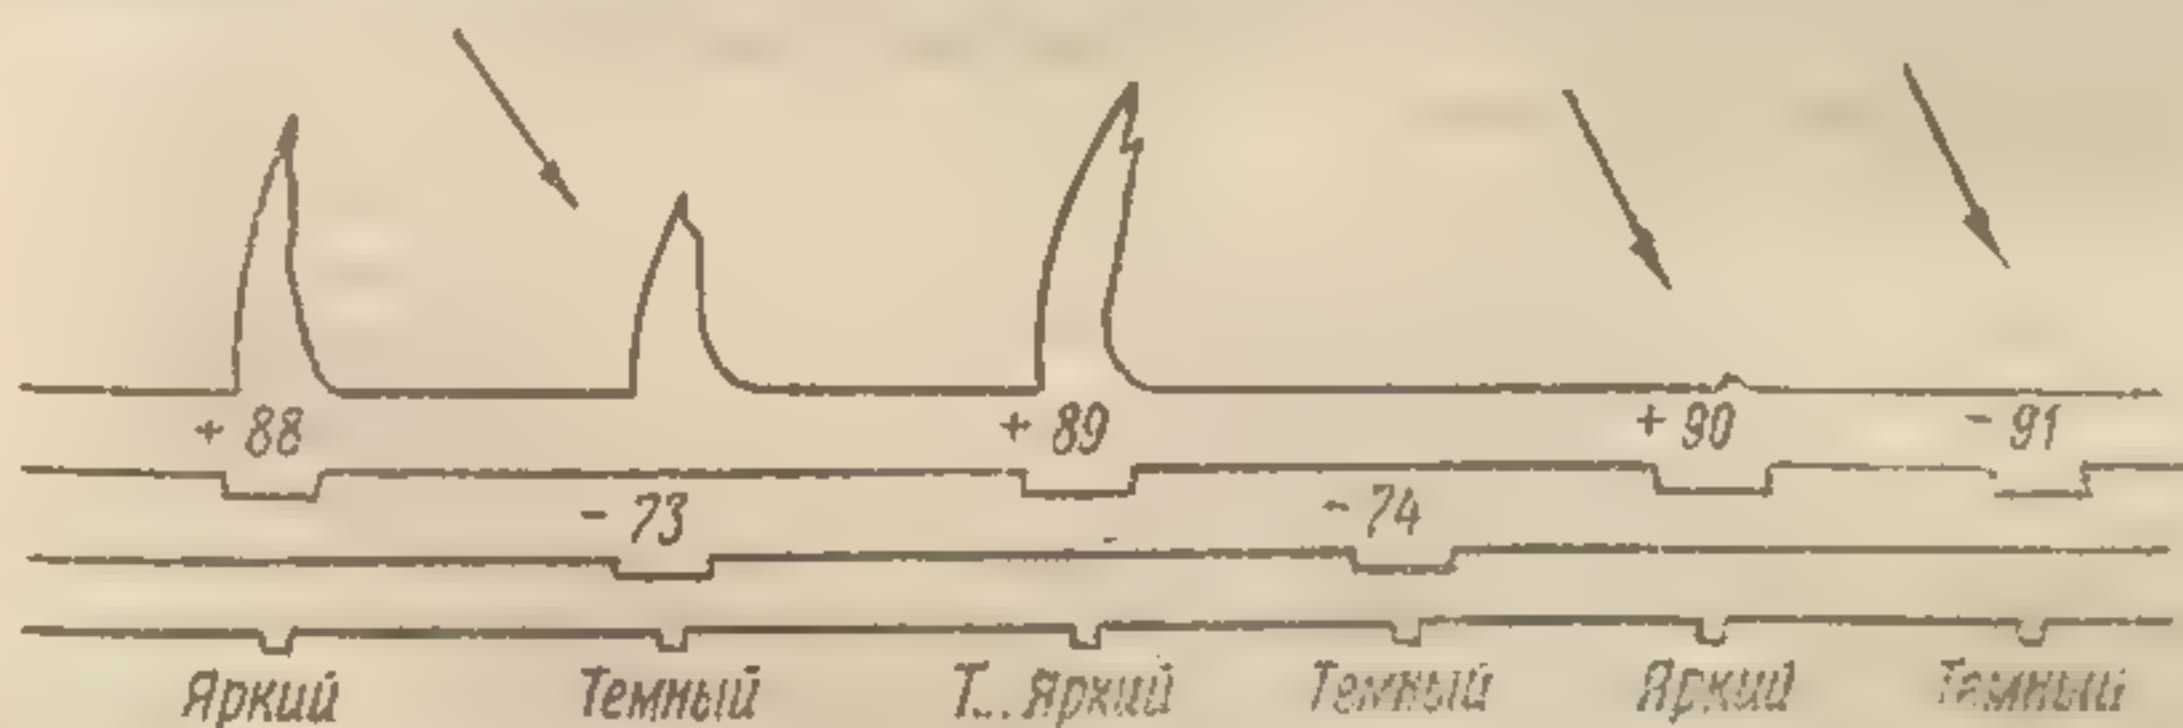 + 88 + 89 + 90 - 91
- 73 - 74
Яркий Темный Т... Яркий Темный Яркий Темный